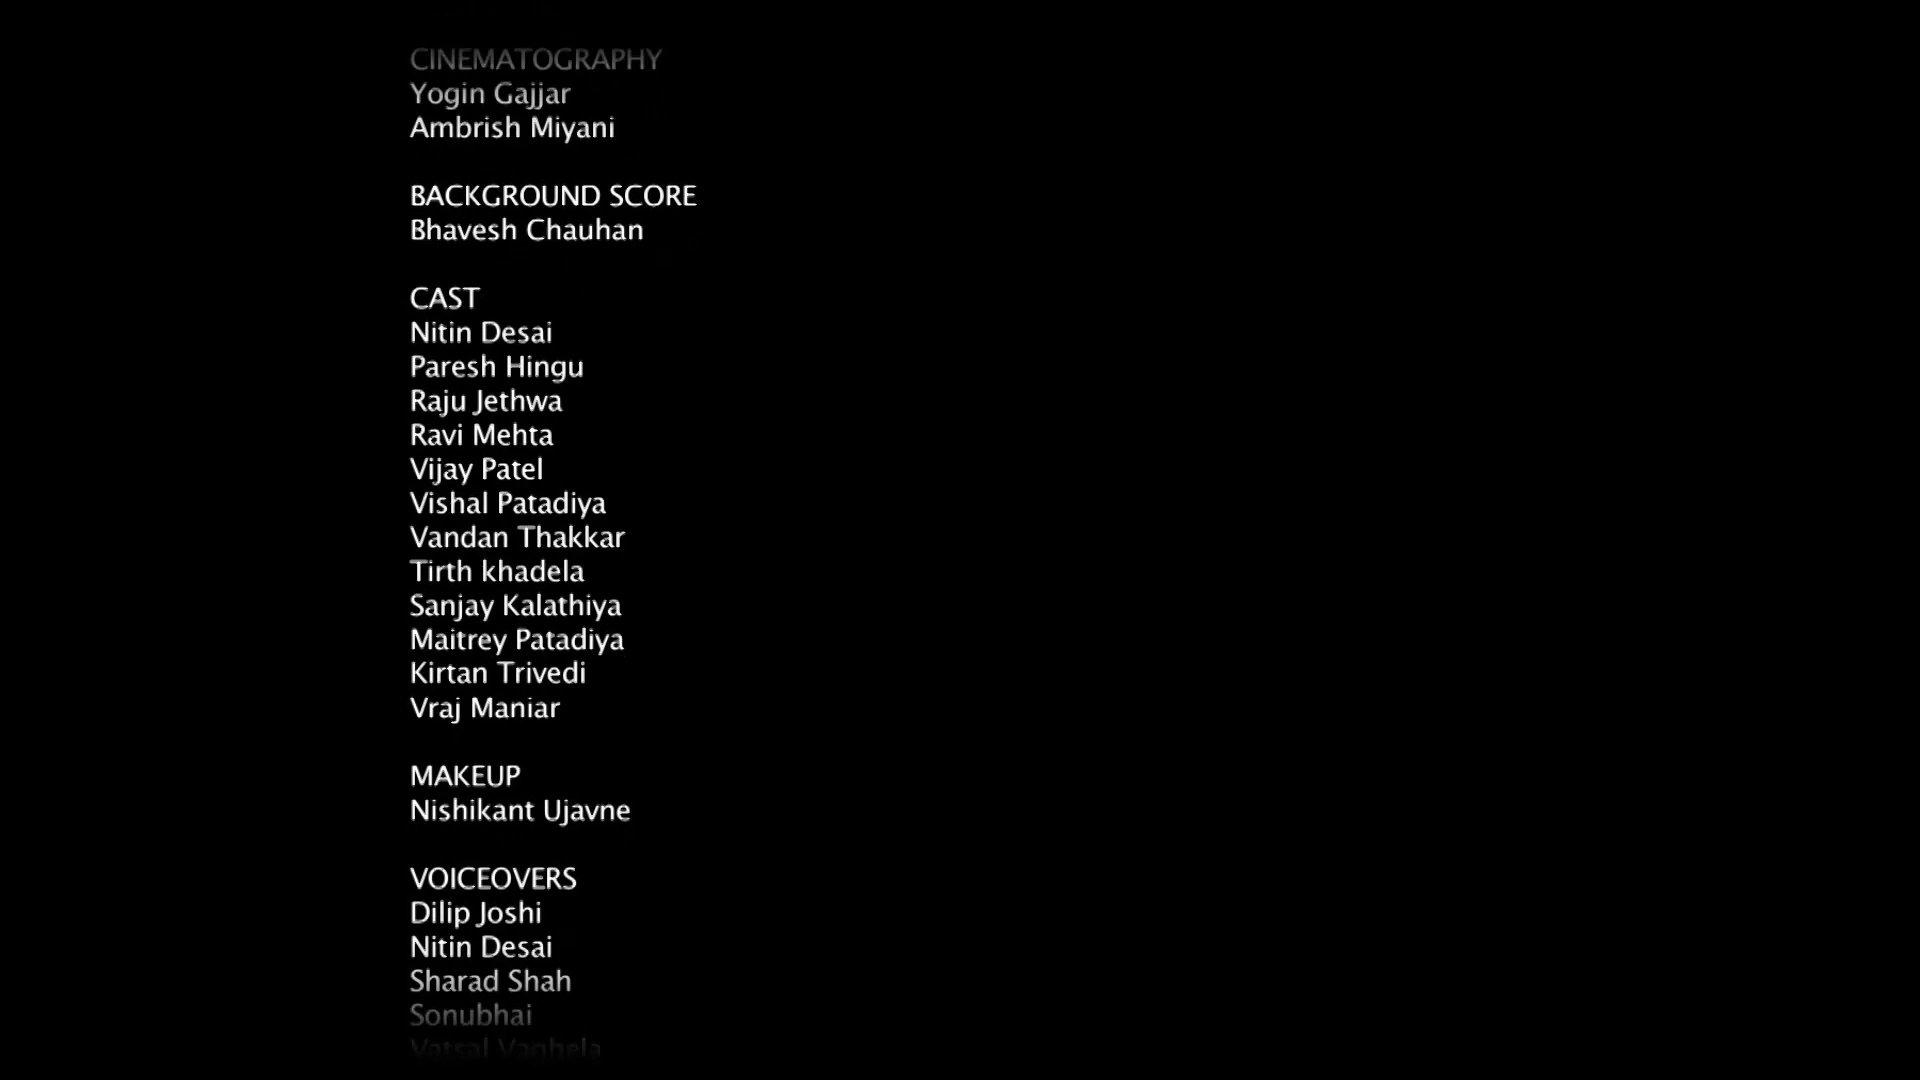 CINEMATOGRAPHY
Yogin Gajjar
Ambrish Miyani
BACKGROUND SCORE
Bhavesh Chauhan
CAST
Nitin Desai
Paresh Hingu
Raju Jethwa
Ravi Mehta
Vijay Patel
Vishal Patadiya
Vandan Thakkar
Tirth khadela
Sanjay Kalathiya
Maitrey Patadiya
Kirtan Trivedi
Vraj Maniar
MAKEUP
Nishikant Ujavne
VOICEOVERS
Dilip Joshi
Nitin Desai
Sharad Shah
Sonubhai
Vatsal Vaghela